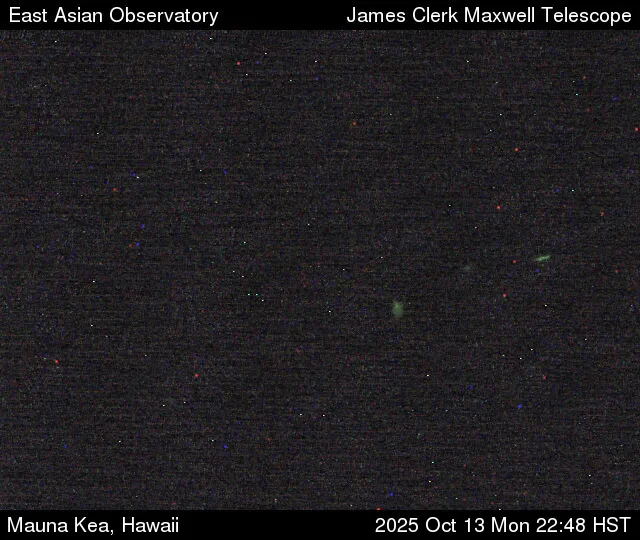 East Asian Observatory
James Clerk Maxwell Telescope
Mauna Kea, Hawaii
2025 Oct 13 Mon 22:48 HST